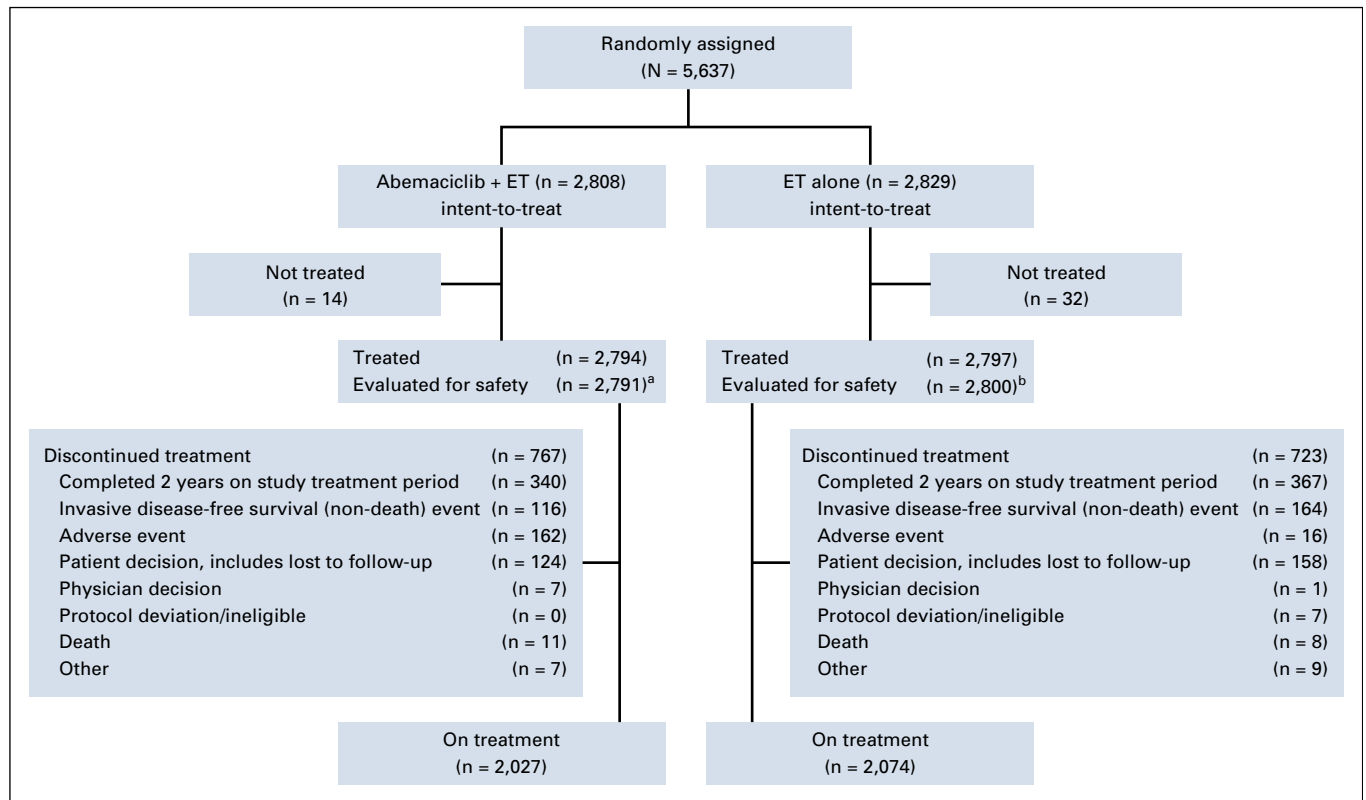 Randomly assigned
(N = 5,637)
Abemaciclib + ET (n = 2,808)
intent-to-treat
ET alone (n = 2,829)
intent-to-treat
Not treated
(n = 14)
Not treated
(n = 32)
Treated (n = 2,794)
Evaluated for safety (n = 2,791)a
Treated (n = 2,797)
Evaluated for safety (n = 2,800)b
Discontinued treatment (n = 767)
Completed 2 years on study treatment period (n = 340)
Invasive disease-free survival (non-death) event (n = 116)
Adverse event (n = 162)
Patient decision, includes lost to follow-up (n = 124)
Physician decision (n = 7)
Protocol deviation/ineligible (n = 0)
Death (n = 11)
Other (n = 7)
Discontinued treatment (n = 723)
Completed 2 years on study treatment period (n = 367)
Invasive disease-free survival (non-death) event (n = 164)
Adverse event (n = 16)
Patient decision, includes lost to follow-up (n = 158)
Physician decision (n = 1)
Protocol deviation/ineligible (n = 7)
Death (n = 8)
Other (n = 9)
On treatment
(n = 2,027)
On treatment
(n = 2,074)